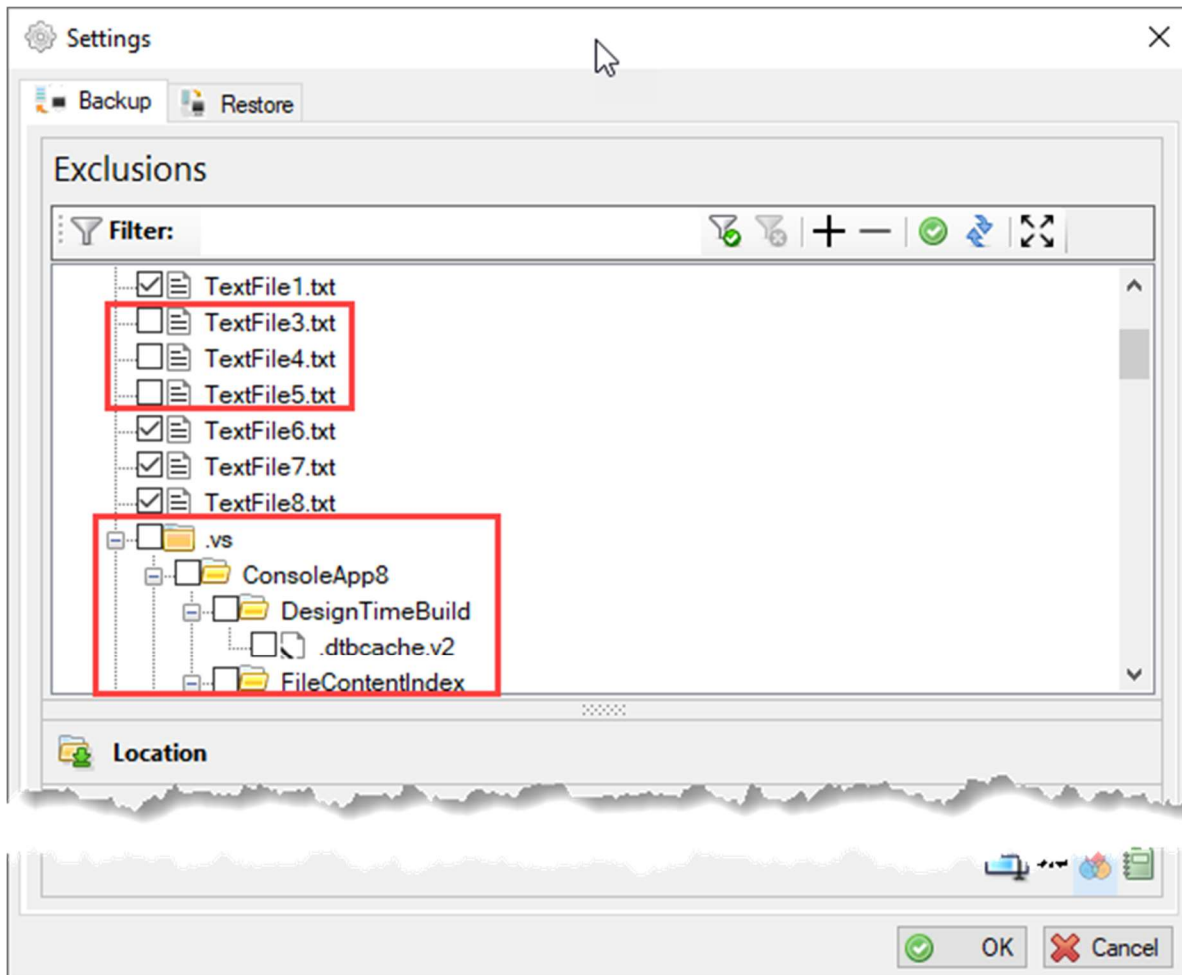 Settings
Backup Restore
Exclusions
Filter:
TextFile1.txt
TextFile3.txt
TextFile4.txt
TextFile5.txt
TextFile6.txt
TextFile7.txt
TextFile8.txt
.vs
ConsoleApp8
DesignTimeBuild
.dtbcache.v2
FileContentIndex
Location
OK Cancel